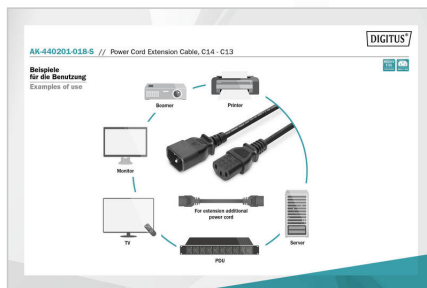 DIGITUS®
AK-440201-018-S // Power Cord Extension Cable, C14 - C13
Beispiele
für die Benutzung
Examples of use
Beamer
Printer
Monitor
For extension additional
power cord
TV
Server
PDU